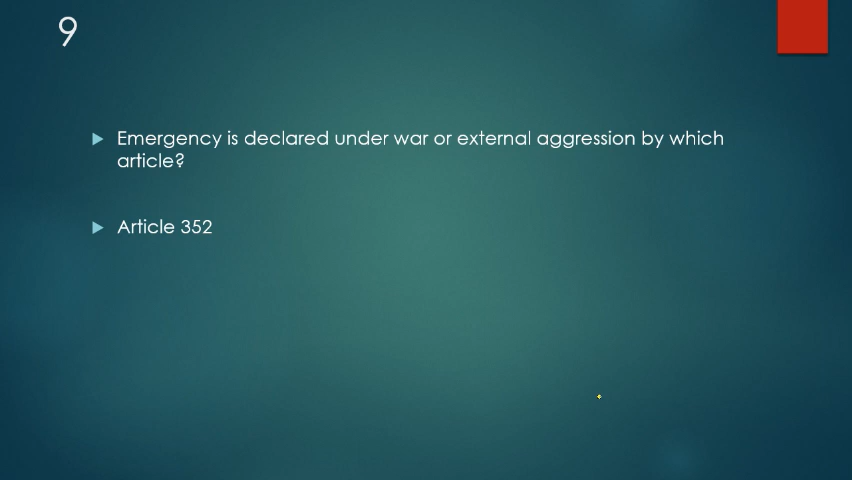 9
Emergency is declared under war or external aggression by which
article?
Article 352